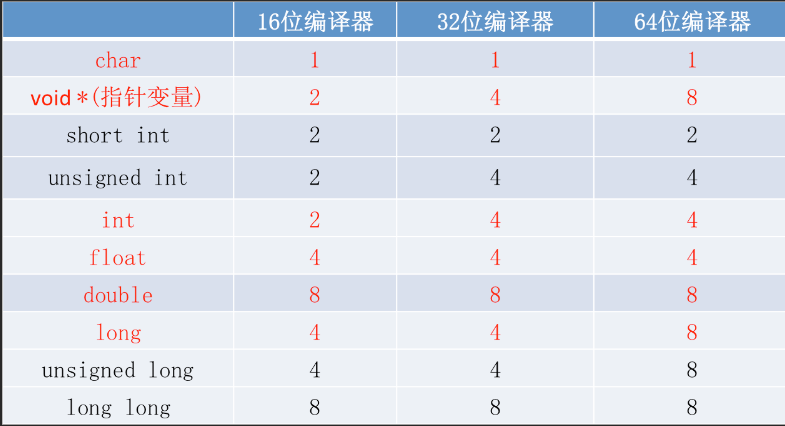 16位编译器 32位编译器 64位编译器
char 1 1 1
void *(指针变量) 2 4 8
short int 2 2 2
unsigned int 2 4 4
int 2 4 4
float 4 4 4
double 8 8 8
long 4 4 8
unsigned long 4 4 8
long long 8 8 8